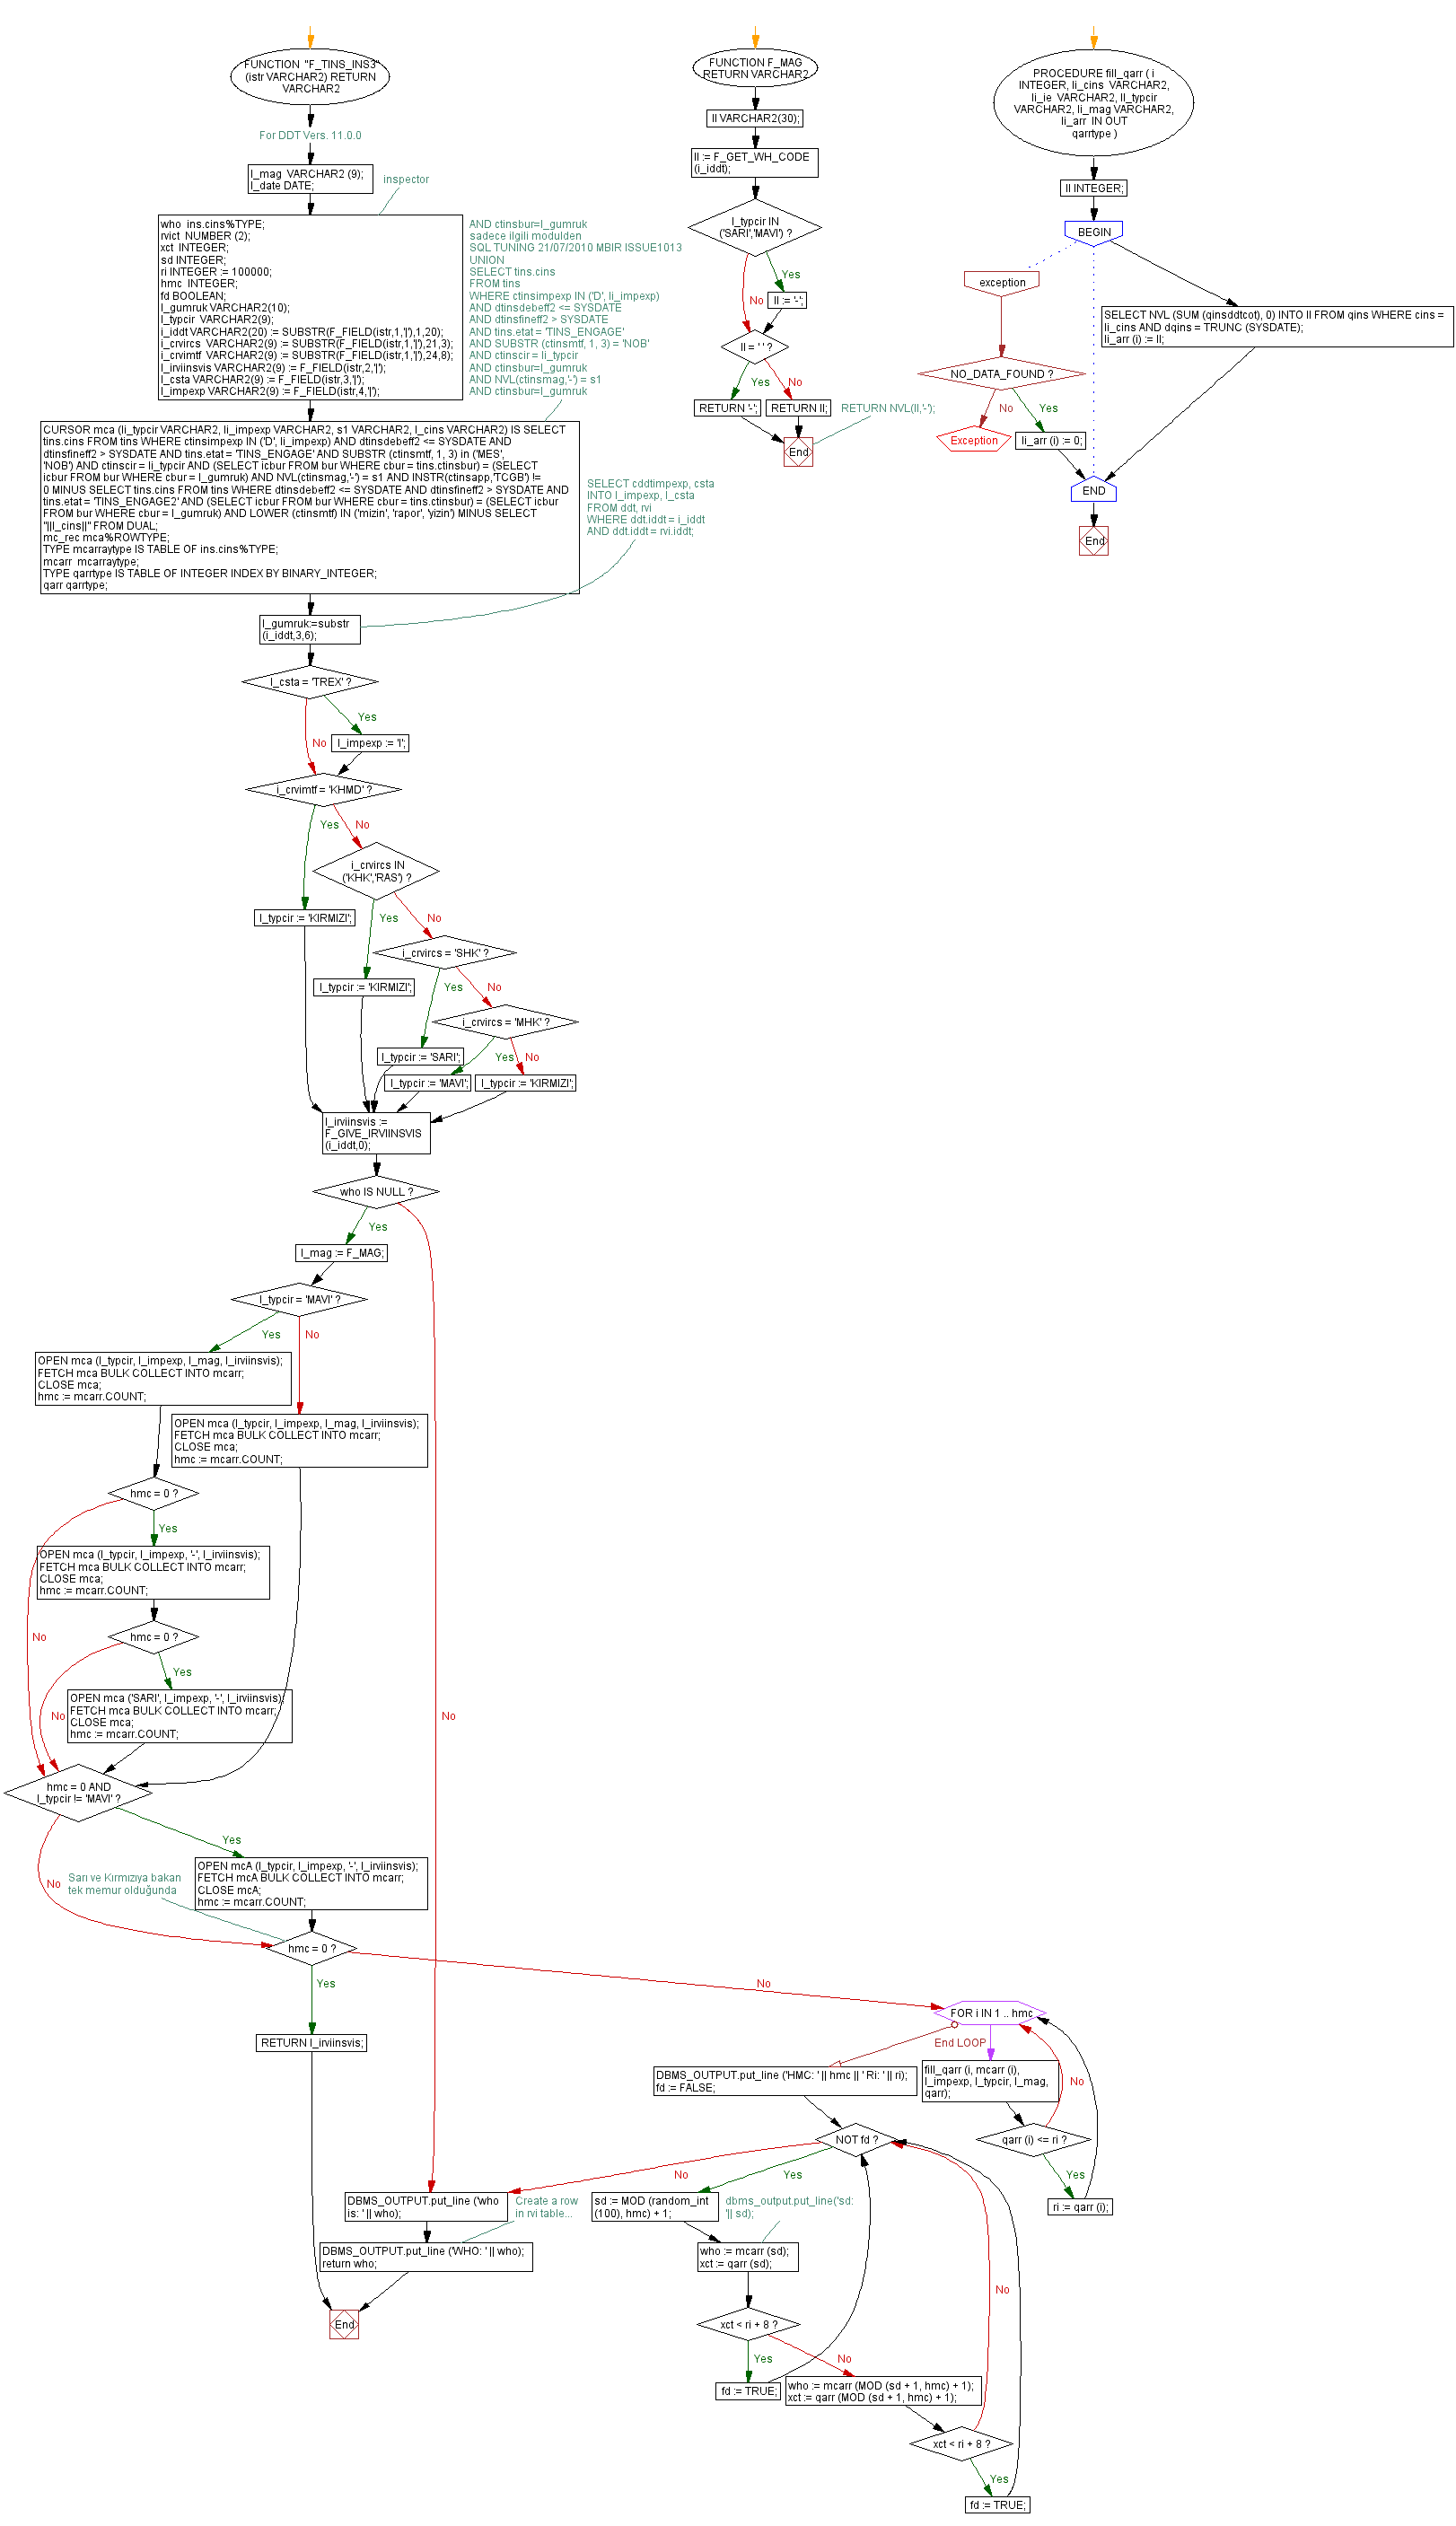 FUNCTION "F_TINS_INS3"
(istr VARCHAR2) RETURN
VARCHAR2
For DDT Vers. 11.0.0
l_mag VARCHAR2 (9);
l_date DATE;
inspector
who ins.cins%TYPE;
rvict NUMBER (2);
xct INTEGER;
sd INTEGER;
ri INTEGER := 100000;
hmc INTEGER;
fd BOOLEAN;
l_gumruk VARCHAR2(10);
l_typcir VARCHAR2(9);
i_iddt VARCHAR2(20) := SUBSTR(F_FIELD(istr,1,'|'),1,20);
i_crvircs VARCHAR2(9) := SUBSTR(F_FIELD(istr,1,'|'),21,3);
i_crvimtf VARCHAR2(9) := SUBSTR(F_FIELD(istr,1,'|'),24,8);
l_irviinsvis VARCHAR2(9) := F_FIELD(istr,2,'|');
l_csta VARCHAR2(9) := F_FIELD(istr,3,'|');
l_impexp VARCHAR2(9) := F_FIELD(istr,4,'|');
AND ctinsbur=l_gumruk
sadece ilgili modulden
SQL TUNING 21/07/2010 MBIR ISSUE1013
UNION
SELECT tins.cins
FROM tins
WHERE ctinsimpexp IN ('D', li_impexp)
AND dtinsdebeff2 <= SYSDATE
AND dtinsfineff2 > SYSDATE
AND tins.etat = 'TINS_ENGAGE'
AND SUBSTR (ctinsmtf, 1, 3) = 'NOB'
AND ctinscir = li_typcir
AND ctinsbur=l_gumruk
AND NVL(ctinsmag,'-') = s1
AND ctinsbur=l_gumruk
CURSOR mca (li_typcir VARCHAR2, li_impexp VARCHAR2, s1 VARCHAR2, l_cins VARCHAR2) IS SELECT
tins.cins FROM tins WHERE ctinsimpexp IN ('D', li_impexp) AND dtinsdebeff2 <= SYSDATE AND
dtinsfineff2 > SYSDATE AND tins.etat = 'TINS_ENGAGE' AND SUBSTR (ctinsmtf, 1, 3) in ('MES',
'NOB') AND ctinscir = li_typcir AND (SELECT icbur FROM bur WHERE cbur = tins.ctinsbur) = (SELECT
icbur FROM bur WHERE cbur = l_gumruk) AND NVL(ctinsmag,'-') = s1 AND INSTR(ctinsapp,'TCGB') !=
0 MINUS SELECT tins.cins FROM tins WHERE dtinsdebeff2 <= SYSDATE AND dtinsfineff2 > SYSDATE AND
tins.etat = 'TINS_ENGAGE2' AND (SELECT icbur FROM bur WHERE cbur = tins.ctinsbur) = (SELECT icbur
FROM bur WHERE cbur = l_gumruk) AND LOWER (ctinsmtf) IN ('mizin', 'rapor', 'yizin') MINUS SELECT
''||l_cins||'' FROM DUAL;
mc_rec mca%ROWTYPE;
TYPE mcarraytype IS TABLE OF ins.cins%TYPE;
mcarr mcarraytype;
TYPE qarrtype IS TABLE OF INTEGER INDEX BY BINARY_INTEGER;
qarr qarrtype;
SELECT cddtimpexp, csta
INTO l_impexp, l_csta
FROM ddt, rvi
WHERE ddt.iddt = i_iddt
AND ddt.iddt = rvi.iddt;
l_gumruk:=substr
(i_iddt,3,6);
l_csta = 'TREX' ?
Yes
No
l_impexp := 'I';
i_crvimtf = 'KHMD' ?
Yes
No
i_crvircs IN
('KHK','RAS') ?
l_typcir := 'KIRMIZI';
Yes
No
i_crvircs = 'SHK' ?
l_typcir := 'KIRMIZI';
Yes
No
i_crvircs = 'MHK' ?
l_typcir := 'SARI';
Yes
No
l_typcir := 'MAVI';
l_typcir := 'KIRMIZI';
l_irviinsvis :=
F_GIVE_IRVIINSVIS
(i_iddt,0);
who IS NULL ?
Yes
l_mag := F_MAG;
l_typcir = 'MAVI' ?
Yes
No
OPEN mca (l_typcir, l_impexp, l_mag, l_irviinsvis);
FETCH mca BULK COLLECT INTO mcarr;
CLOSE mca;
hmc := mcarr.COUNT;
OPEN mca (l_typcir, l_impexp, l_mag, l_irviinsvis);
FETCH mca BULK COLLECT INTO mcarr;
CLOSE mca;
hmc := mcarr.COUNT;
hmc = 0 ?
Yes
OPEN mca (l_typcir, l_impexp, '-', l_irviinsvis);
FETCH mca BULK COLLECT INTO mcarr;
CLOSE mca;
hmc := mcarr.COUNT;
No
hmc = 0 ?
Yes
OPEN mca ('SARI', l_impexp, '-', l_irviinsvis);
FETCH mca BULK COLLECT INTO mcarr;
CLOSE mca;
hmc := mcarr.COUNT;
No
No
hmc = 0 AND
l_typcir != 'MAVI' ?
Yes
OPEN mcA (l_typcir, l_impexp, '-', l_irviinsvis);
FETCH mcA BULK COLLECT INTO mcarr;
CLOSE mcA;
hmc := mcarr.COUNT;
No
Sarı ve Kırmızıya bakan
tek memur olduğunda
hmc = 0 ?
Yes
No
RETURN l_irviinsvis;
FOR i IN 1 .. hmc
End LOOP
fill_qarr (i, mcarr (i),
l_impexp, l_typcir, l_mag,
qarr);
No
qarr (i) <= ri ?
Yes
ri := qarr (i);
DBMS_OUTPUT.put_line ('HMC: ' || hmc || ' Ri: ' || ri);
fd := FALSE;
NOT fd ?
No
Yes
DBMS_OUTPUT.put_line ('who
is: ' || who);
Create a row
in rvi table...
DBMS_OUTPUT.put_line ('WHO: ' || who);
return who;
End
sd := MOD (random_int
(100), hmc) + 1;
dbms_output.put_line('sd:
'|| sd);
who := mcarr (sd);
xct := qarr (sd);
xct < ri + 8 ?
Yes
No
fd := TRUE;
who := mcarr (MOD (sd + 1, hmc) + 1);
xct := qarr (MOD (sd + 1, hmc) + 1);
No
xct < ri + 8 ?
Yes
fd := TRUE;
FUNCTION F_MAG
RETURN VARCHAR2
ll VARCHAR2(30);
ll := F_GET_WH_CODE
(i_iddt);
l_typcir IN
('SARI','MAVI') ?
Yes
No
ll := '-';
ll = ' ' ?
Yes
No
RETURN '-';
RETURN ll;
RETURN NVL(ll,'-');
End
PROCEDURE fill_qarr ( i
INTEGER, li_cins VARCHAR2,
li_ie VARCHAR2, ll_typcir
VARCHAR2, li_mag VARCHAR2,
li_arr IN OUT
qarrtype )
ll INTEGER;
BEGIN
exception
SELECT NVL (SUM (qinsddtcot), 0) INTO ll FROM qins WHERE cins =
li_cins AND dqins = TRUNC (SYSDATE);
li_arr (i) := ll;
NO_DATA_FOUND ?
No
Yes
Exception
li_arr (i) := 0;
END
End